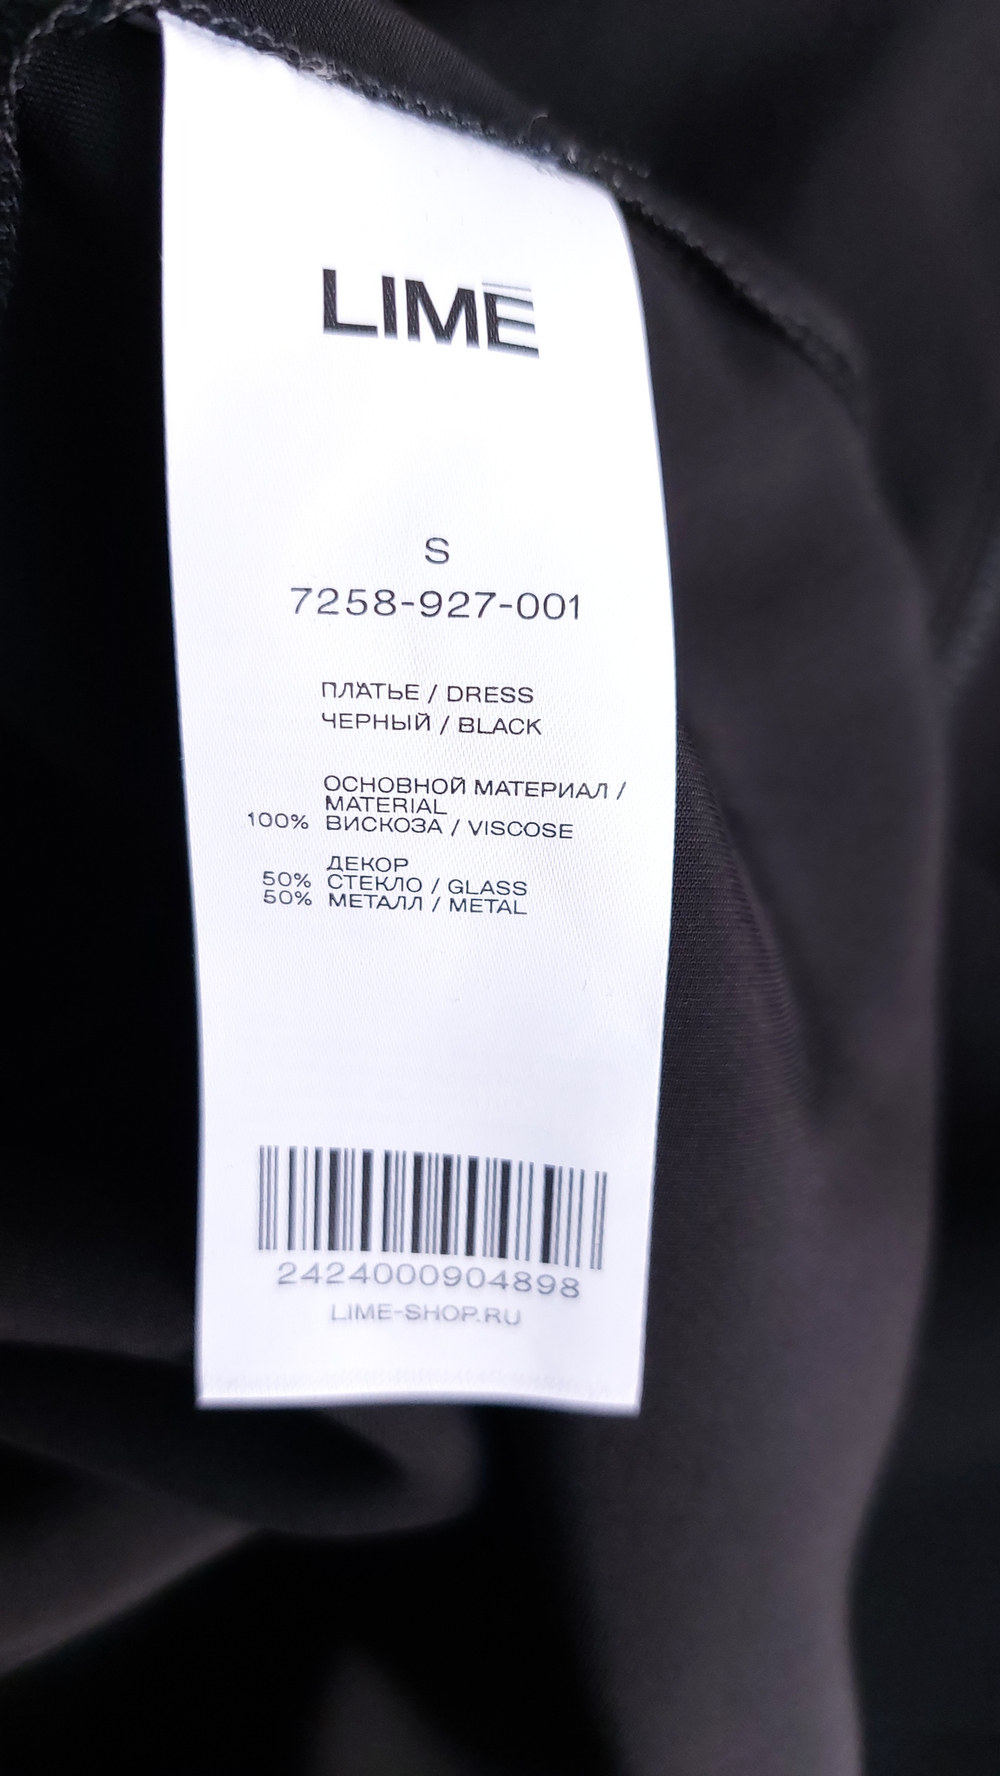 LIME
S
7258-927-001
ПЛАТЬЕ / DRESS
ЧЕРНЫЙ / BLACK
ОСНОВНОЙ МАТЕРИАЛ /
MATERIAL
100% ВИСКОЗА / VISCOSE
ДЕКОР
50% СТЕКЛО / GLASS
50% МЕТАЛЛ / METAL
2424000904898
LIME-SHOP.RU